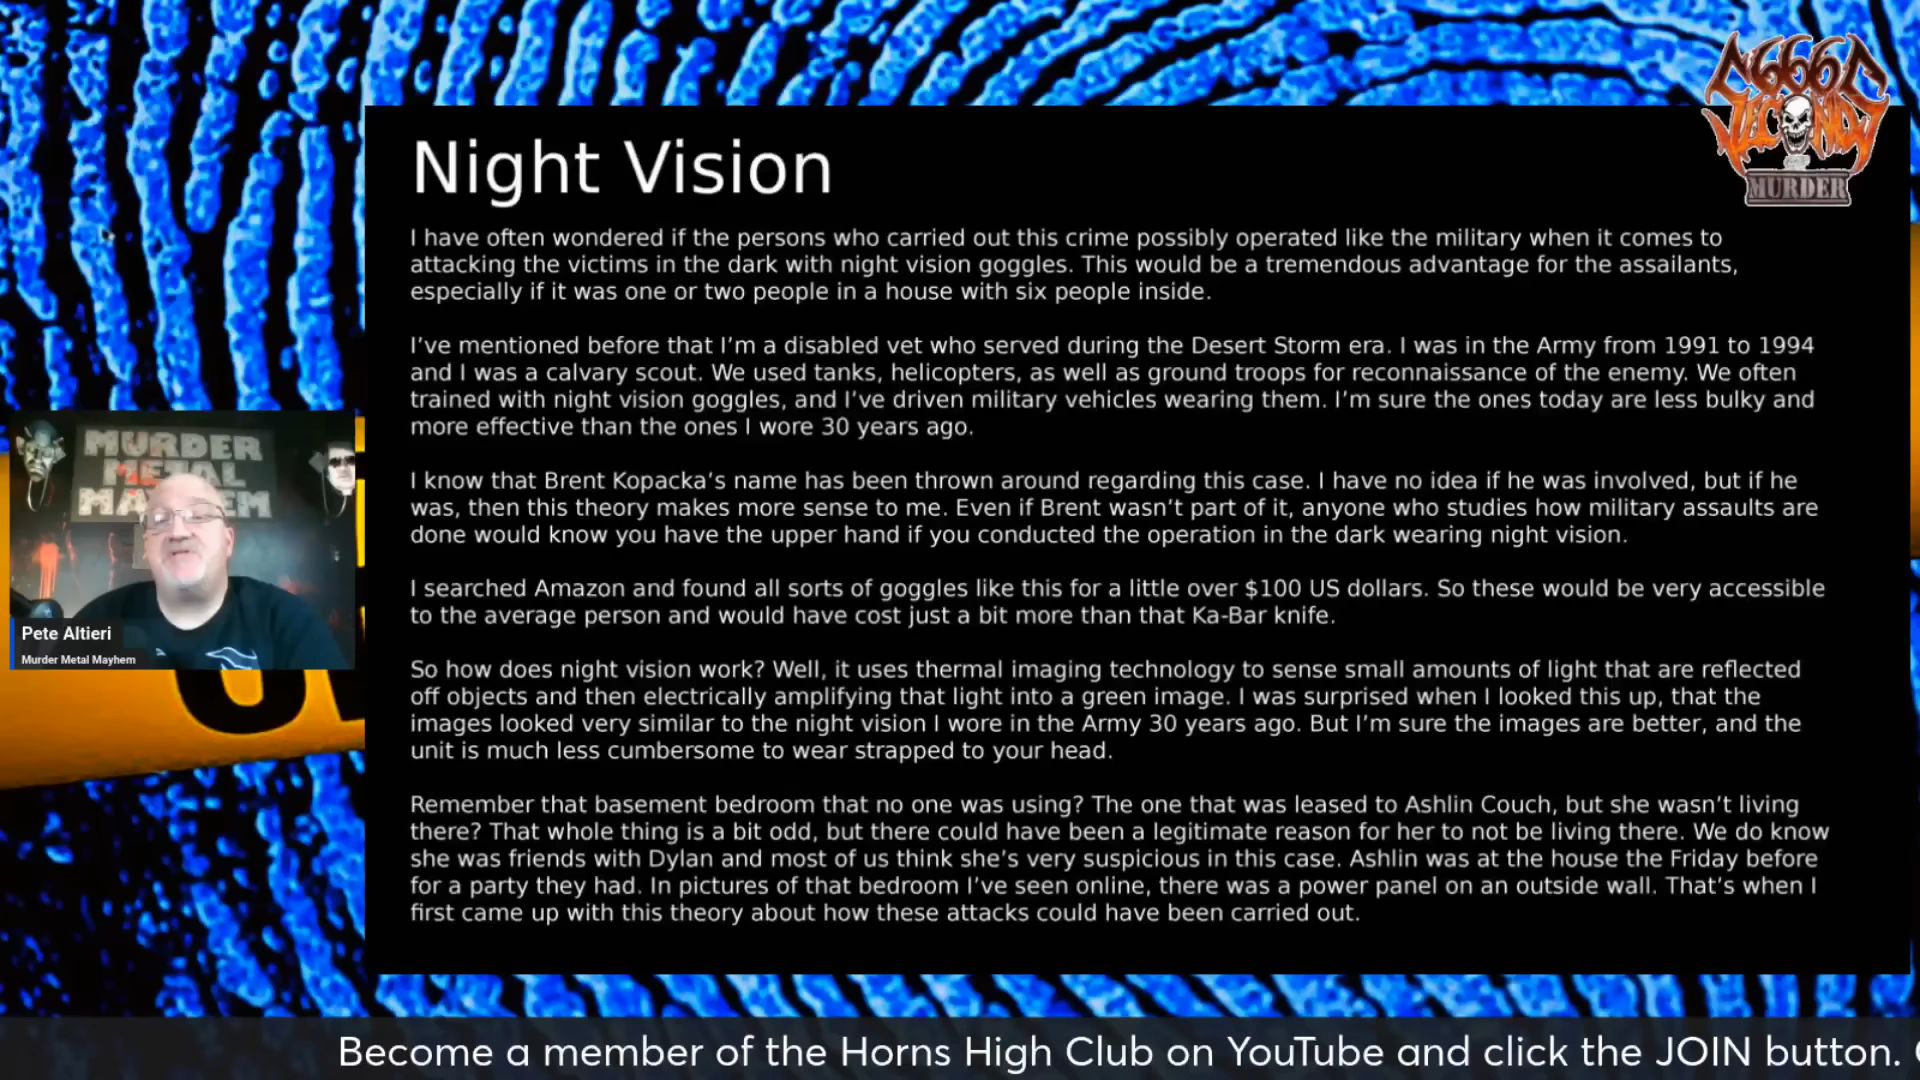 6666
SECONDS
MURDER
Night Vision
I have often wondered if the persons who carried out this crime possibly operated like the military when it comes to
attacking the victims in the dark with night vision goggles. This would be a tremendous advantage for the assailants,
especially if it was one or two people in a house with six people inside.
I’ve mentioned before that I’m a disabled vet who served during the Desert Storm era. I was in the Army from 1991 to 1994
and I was a calvary scout. We used tanks, helicopters, as well as ground troops for reconnaissance of the enemy. We often
trained with night vision goggles, and I’ve driven military vehicles wearing them. I’m sure the ones today are less bulky and
more effective than the ones I wore 30 years ago.
I know that Brent Kopacka’s name has been thrown around regarding this case. I have no idea if he was involved, but if he
was, then this theory makes more sense to me. Even if Brent wasn’t part of it, anyone who studies how military assaults are
done would know you have the upper hand if you conducted the operation in the dark wearing night vision.
I searched Amazon and found all sorts of goggles like this for a little over $100 US dollars. So these would be very accessible
to the average person and would have cost just a bit more than that Ka-Bar knife.
So how does night vision work? Well, it uses thermal imaging technology to sense small amounts of light that are reflected
off objects and then electrically amplifying that light into a green image. I was surprised when I looked this up, that the
images looked very similar to the night vision I wore in the Army 30 years ago. But I’m sure the images are better, and the
unit is much less cumbersome to wear strapped to your head.
Remember that basement bedroom that no one was using? The one that was leased to Ashlin Couch, but she wasn’t living
there? That whole thing is a bit odd, but there could have been a legitimate reason for her to not be living there. We do know
she was friends with Dylan and most of us think she’s very suspicious in this case. Ashlin was at the house the Friday before
for a party they had. In pictures of that bedroom I’ve seen online, there was a power panel on an outside wall. That’s when I
first came up with this theory about how these attacks could have been carried out.
MURDER
METAL
MAYHEM
Pete Altieri
Murder Metal Mayhem
Become a member of the Horns High Club on YouTube and click the JOIN button.